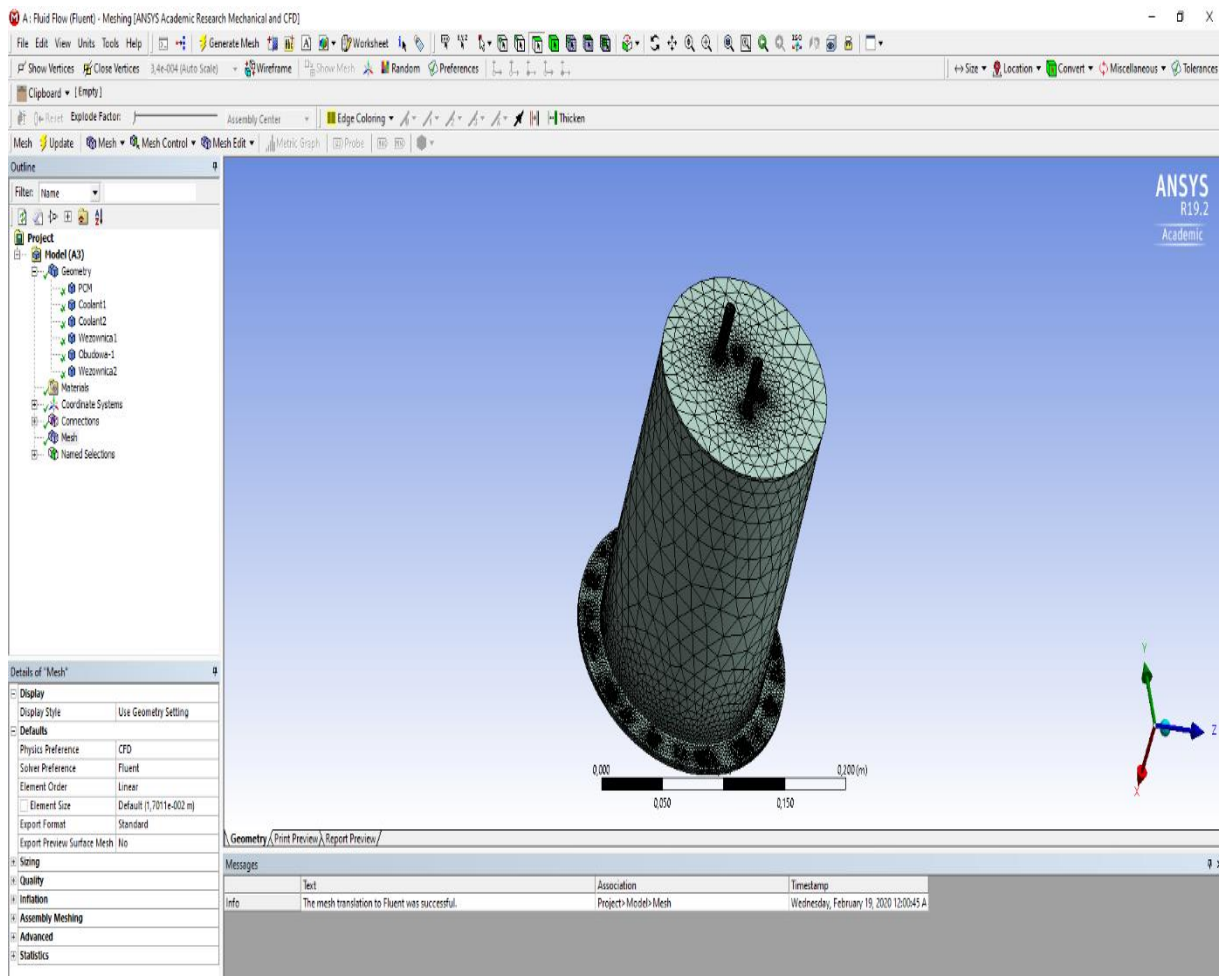 A : Fluid Flow (Fluent) - Meshing [ANSYS Academic Research Mechanical and CFD]
File Edit View Units Tools Help Generate Mesh Worksheet
Show Vertices Close Vertices 3,4e-004 (Auto Scale) Wireframe Show Mesh Random Preferences Size Location Convert Miscellaneous Tolerances
Clipboard [Empty]
Reset Explode Factor: Assembly Center Edge Coloring Thicken
Mesh Update Mesh Mesh Control Mesh Edit Metric Graph Probe
Outline
Filter: Name
Project
Model (A3)
Geometry
PCM
Coolant1
Coolant2
Wezownica1
Obudowa-1
Wezownica2
Materials
Coordinate Systems
Connections
Mesh
Named Selections
ANSYS
R19.2
Academic
Y
Z
X
0,000
0,200 (m)
0,050
0,150
Details of "Mesh"
Display
Display Style Use Geometry Setting
Defaults
Physics Preference CFD
Solver Preference Fluent
Element Order Linear
Element Size Default (1,7011e-002 m)
Export Format Standard
Export Preview Surface Mesh No
Sizing
Quality
Inflation
Assembly Meshing
Advanced
Statistics
Geometry Print Preview Report Preview
Messages
Text Association Timestamp
Info The mesh translation to Fluent was successful. Project>Model>Mesh Wednesday, February 19, 2020 12:00:45 A